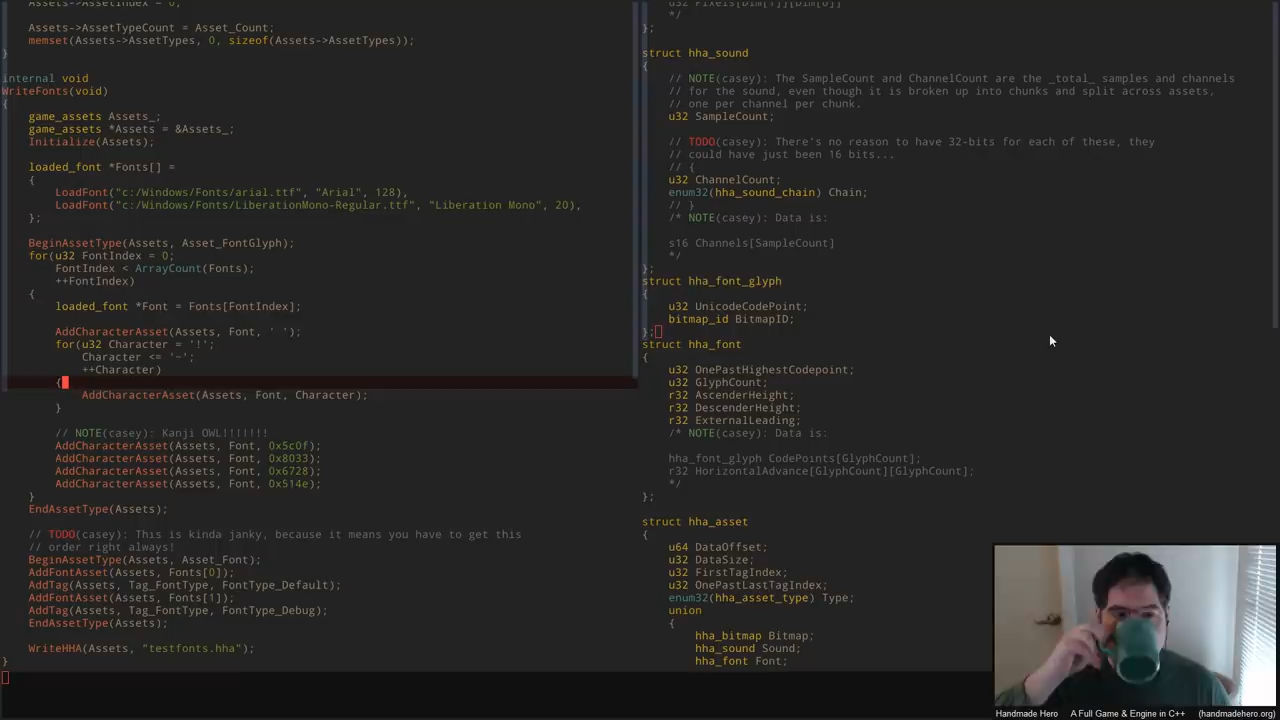 Assets->AssetIndex = 0;
Assets->AssetTypeCount = Asset_Count;
memset(Assets->AssetTypes, 0, sizeof(Assets->AssetTypes));
}
internal void
WriteFonts(void)
{
game_assets Assets_;
game_assets *Assets = &Assets_;
Initialize(Assets);
loaded_font *Fonts[] =
{
LoadFont("c:/Windows/Fonts/arial.ttf", "Arial", 128),
LoadFont("c:/Windows/Fonts/LiberationMono-Regular.ttf", "Liberation Mono", 20),
};
BeginAssetType(Assets, Asset_FontGlyph);
for(u32 FontIndex = 0;
FontIndex < ArrayCount(Fonts);
++FontIndex)
{
loaded_font *Font = Fonts[FontIndex];
AddCharacterAsset(Assets, Font, ' ');
for(u32 Character = '!';
Character <= '~';
++Character)
{
AddCharacterAsset(Assets, Font, Character);
}
// NOTE(casey): Kanji OWL!!!!!!!
AddCharacterAsset(Assets, Font, 0x5c0f);
AddCharacterAsset(Assets, Font, 0x8033);
AddCharacterAsset(Assets, Font, 0x6728);
AddCharacterAsset(Assets, Font, 0x514e);
}
EndAssetType(Assets);
// TODO(casey): This is kinda janky, because it means you have to get this
// order right always!
BeginAssetType(Assets, Asset_Font);
AddFontAsset(Assets, Fonts[0]);
AddTag(Assets, Tag_FontType, FontType_Default);
AddFontAsset(Assets, Fonts[1]);
AddTag(Assets, Tag_FontType, FontType_Debug);
EndAssetType(Assets);
WriteHHA(Assets, "testfonts.hha");
}
u32 Pixels[Dim[1]][Dim[0]]
*/
};
struct hha_sound
{
// NOTE(casey): The SampleCount and ChannelCount are the _total_ samples and channels
// for the sound, even though it is broken up into chunks and split across assets,
// one per channel per chunk.
u32 SampleCount;
// TODO(casey): There's no reason to have 32-bits for each of these, they
// could have just been 16 bits...
// {
u32 ChannelCount;
enum32(hha_sound_chain) Chain;
// }
/* NOTE(casey): Data is:
s16 Channels[SampleCount]
*/
};
struct hha_font_glyph
{
u32 UnicodeCodePoint;
bitmap_id BitmapID;
};
struct hha_font
{
u32 OnePastHighestCodepoint;
u32 GlyphCount;
r32 AscenderHeight;
r32 DescenderHeight;
r32 ExternalLeading;
/* NOTE(casey): Data is:
hha_font_glyph CodePoints[GlyphCount];
r32 HorizontalAdvance[GlyphCount][GlyphCount];
*/
};
struct hha_asset
{
u64 DataOffset;
u32 DataSize;
u32 FirstTagIndex;
u32 OnePastLastTagIndex;
enum32(hha_asset_type) Type;
union
{
hha_bitmap Bitmap;
hha_sound Sound;
hha_font Font;
Handmade Hero A Full Game & Engine in C++ (handmadehero.org)